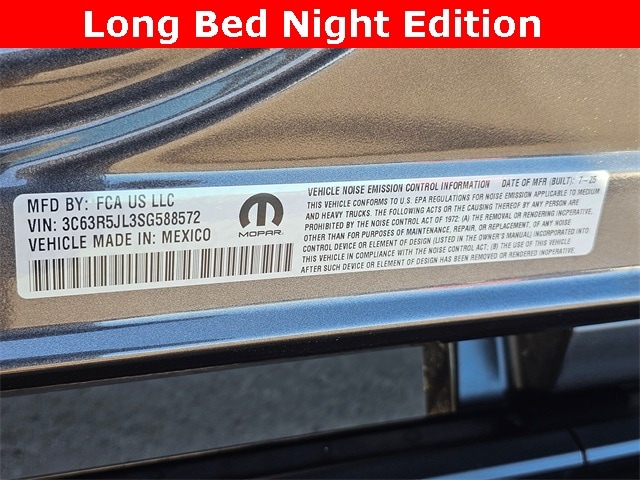 Long Bed Night Edition
MFD BY: FCA US LLC
VIN: 3C63R5JL3SG588572
VEHICLE MADE IN: MEXICO
MOPAR
VEHICLE NOISE EMISSION CONTROL INFORMATION DATE OF MFR (BUILT): 7-25
THIS VEHICLE CONFORMS TO U.S. EPA REGULATIONS FOR NOISE EMISSION APPLICABLE TO MEDIUM
AND HEAVY TRUCKS. THE FOLLOWING ACTS OR THE CAUSING THEREOF BY ANY PERSON ARE
PROHIBITED BY THE NOISE CONTROL ACT OF 1972: (A) THE REMOVAL OR RENDERING INOPERATIVE,
OTHER THAN FOR PURPOSES OF MAINTENANCE, REPAIR, OR REPLACEMENT, OF ANY NOISE
CONTROL DEVICE OR ELEMENT OF DESIGN (LISTED IN THE OWNER'S MANUAL) INCORPORATED INTO
THIS VEHICLE IN COMPLIANCE WITH THE NOISE CONTROL ACT; (B) THE USE OF THIS VEHICLE
AFTER SUCH DEVICE OR ELEMENT OF DESIGN HAS BEEN REMOVED OR RENDERED INOPERATIVE.